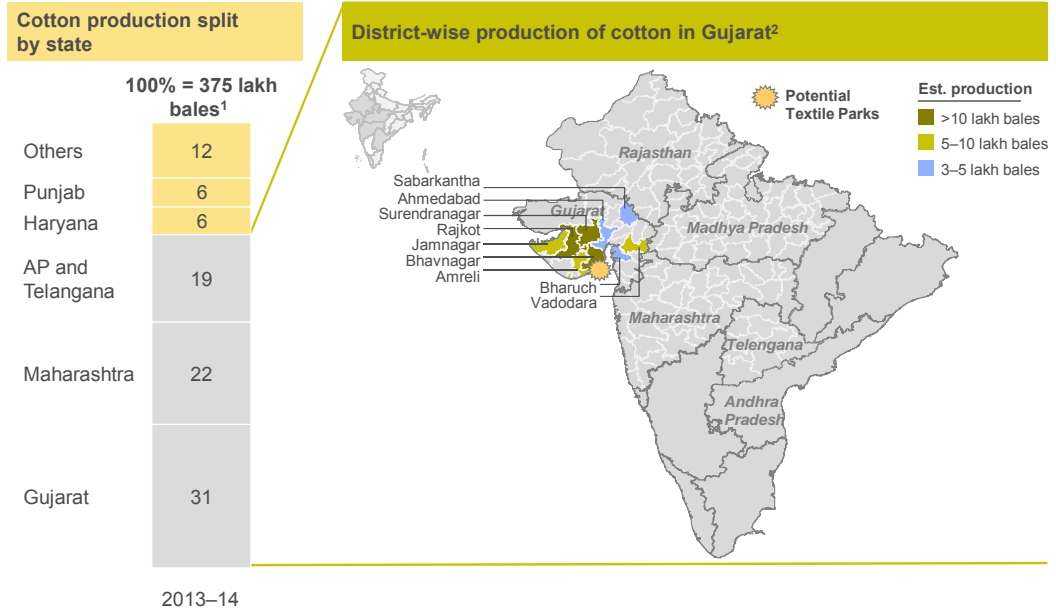 Cotton production split
by state
100% = 375 lakh
bales1
Others
12
Punjab
6
Haryana
6
AP and
Telangana
19
Maharashtra
22
Gujarat
31
2013–14
District-wise production of cotton in Gujarat2
Potential
Textile Parks
Est. production
>10 lakh bales
5–10 lakh bales
3–5 lakh bales
Rajasthan
Sabarkantha
Ahmedabad
Surendranagar
Rajkot
Jamnagar
Bhavnagar
Amreli
Gujarat
Madhya Pradesh
Bharuch
Vadodara
Maharashtra
Telengana
Andhra
Pradesh